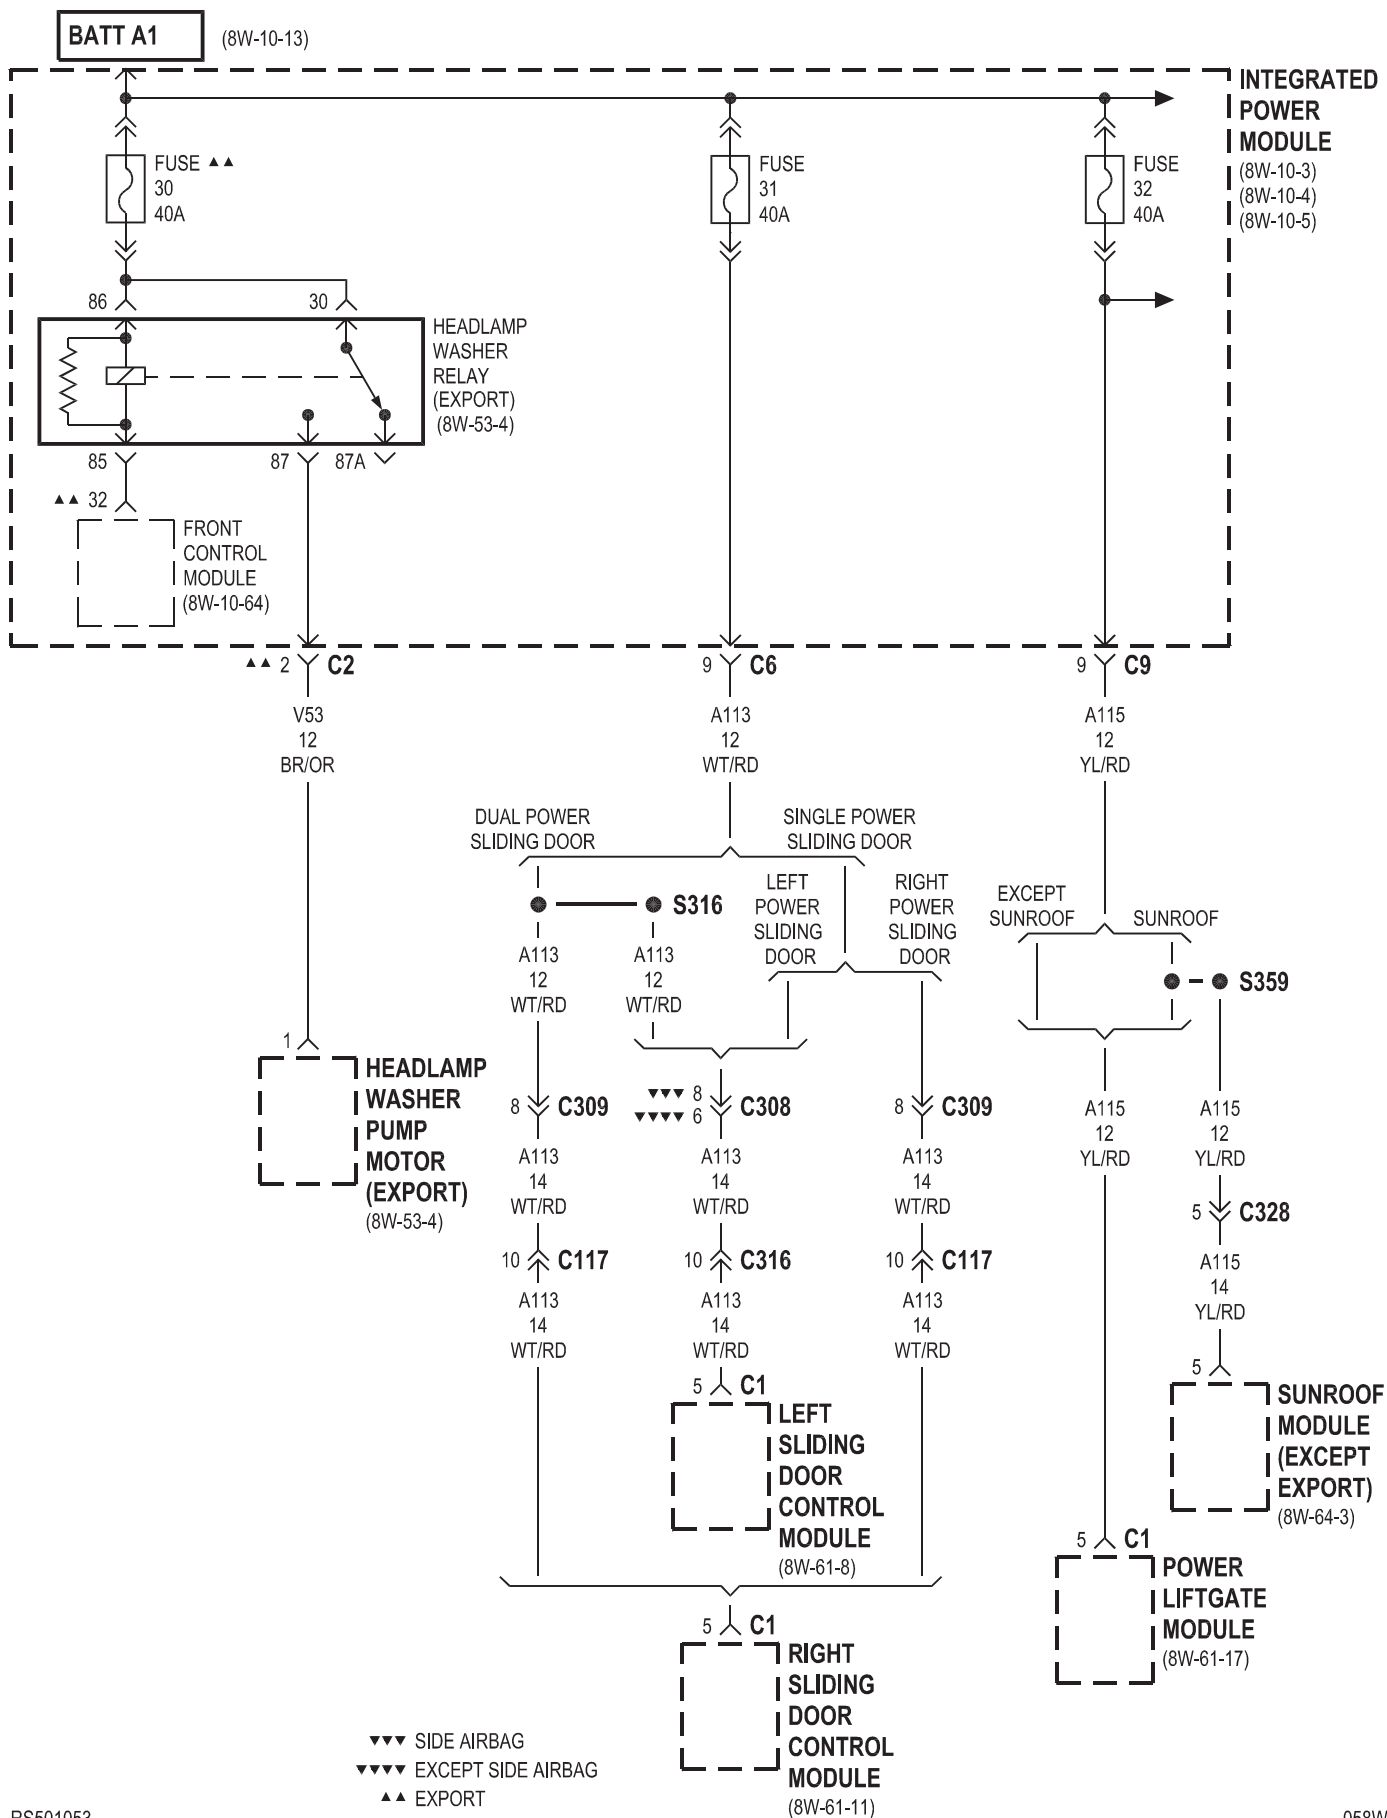 BATT A1
(8W-10-13)
INTEGRATED
POWER
MODULE
(8W-10-3)
(8W-10-4)
(8W-10-5)
FUSE ▲▲
30
40A
FUSE
31
40A
FUSE
32
40A
86
30
HEADLAMP
WASHER
RELAY
(EXPORT)
(8W-53-4)
85
87
87A
▲▲ 32
FRONT
CONTROL
MODULE
(8W-10-64)
▲▲ 2 C2
9 C6
9 C9
V53
12
BR/OR
A113
12
WT/RD
A115
12
YL/RD
DUAL POWER
SLIDING DOOR
SINGLE POWER
SLIDING DOOR
S316
LEFT
POWER
SLIDING
DOOR
RIGHT
POWER
SLIDING
DOOR
EXCEPT
SUNROOF
SUNROOF
S359
A113
12
WT/RD
A113
12
WT/RD
1
HEADLAMP
WASHER
PUMP
MOTOR
(EXPORT)
(8W-53-4)
8 C309
▼▼▼ 8
▼▼▼▼ 6
C308
8 C309
A115
12
YL/RD
A115
12
YL/RD
A113
14
WT/RD
A113
14
WT/RD
A113
14
WT/RD
5 C328
10 C117
10 C316
10 C117
A115
14
YL/RD
A113
14
WT/RD
A113
14
WT/RD
A113
14
WT/RD
5 C1
LEFT
SLIDING
DOOR
CONTROL
MODULE
(8W-61-8)
5
SUNROOF
MODULE
(EXCEPT
EXPORT)
(8W-64-3)
5 C1
POWER
LIFTGATE
MODULE
(8W-61-17)
5 C1
RIGHT
SLIDING
DOOR
CONTROL
MODULE
(8W-61-11)
▼▼▼ SIDE AIRBAG
▼▼▼▼ EXCEPT SIDE AIRBAG
▲▲ EXPORT